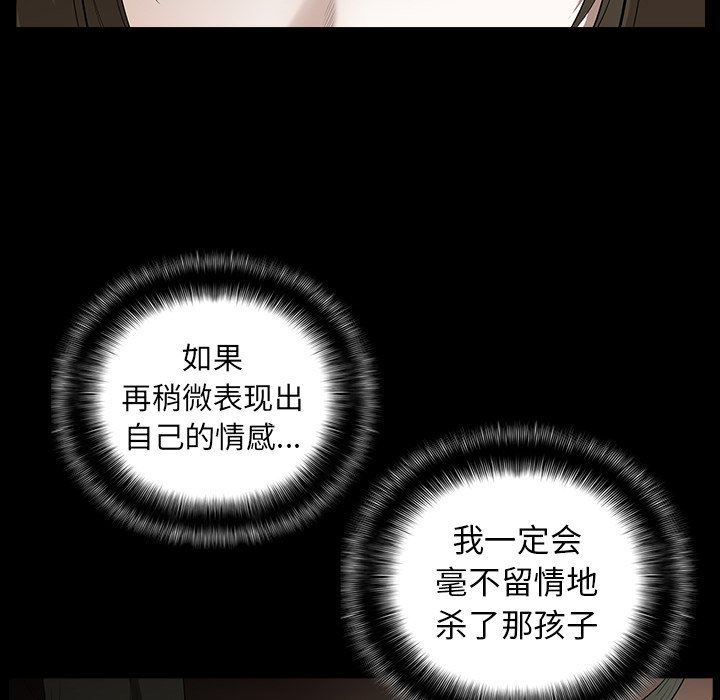 如果
再稍微表现出
自己的情感...
我一定会
毫不留情地
杀了那孩子